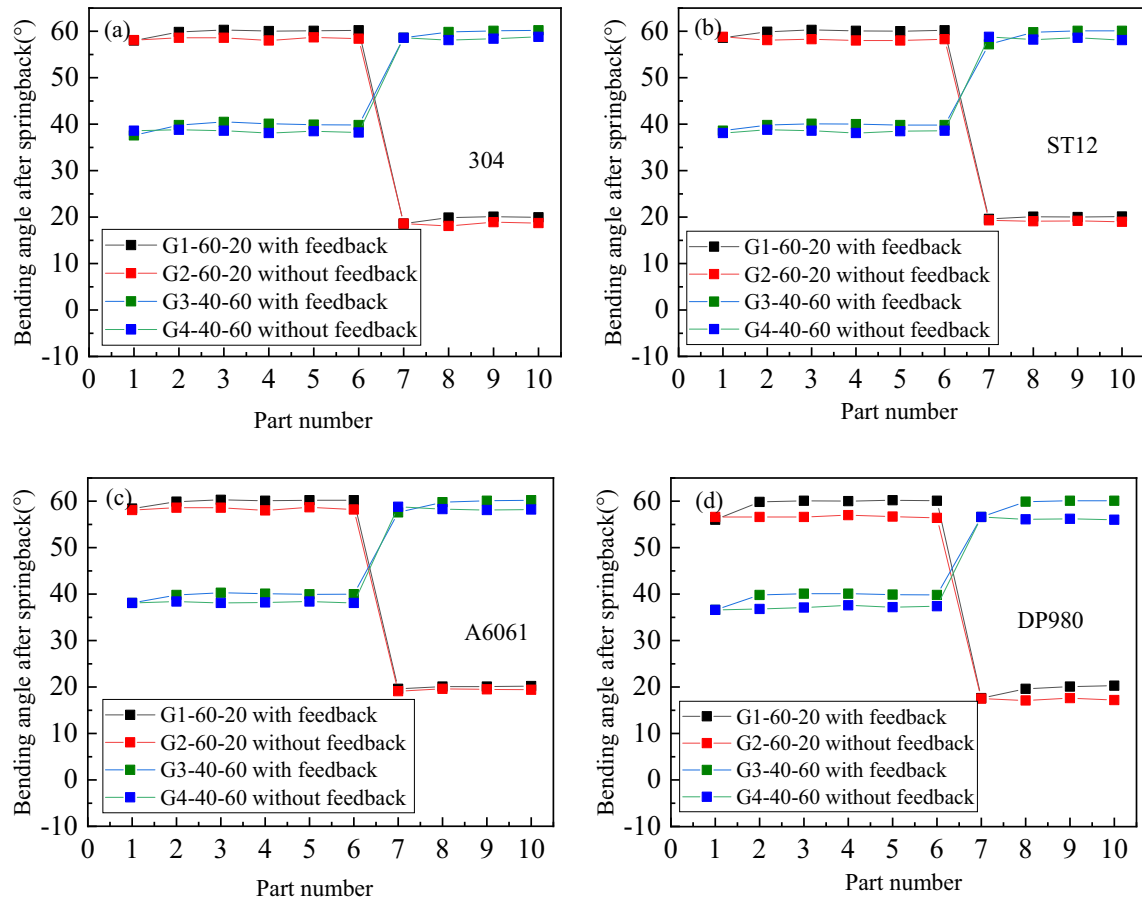 (a)
304
Bending angle after springback(°)
60
50
40
30
20
10
0
-10
G1-60-20 with feedback
G2-60-20 without feedback
G3-40-60 with feedback
G4-40-60 without feedback
0 1 2 3 4 5 6 7 8 9 10
Part number
(b)
ST12
Bending angle after springback(°)
60
50
40
30
20
10
0
-10
G1-60-20 with feedback
G2-60-20 without feedback
G3-40-60 with feedback
G4-40-60 without feedback
0 1 2 3 4 5 6 7 8 9 10
Part number
(c)
A6061
Bending angle after springback(°)
60
50
40
30
20
10
0
-10
G1-60-20 with feedback
G2-60-20 without feedback
G3-40-60 with feedback
G4-40-60 without feedback
0 1 2 3 4 5 6 7 8 9 10
Part number
(d)
DP980
Bending angle after springback(°)
60
50
40
30
20
10
0
-10
G1-60-20 with feedback
G2-60-20 without feedback
G3-40-60 with feedback
G4-40-60 without feedback
0 1 2 3 4 5 6 7 8 9 10
Part number